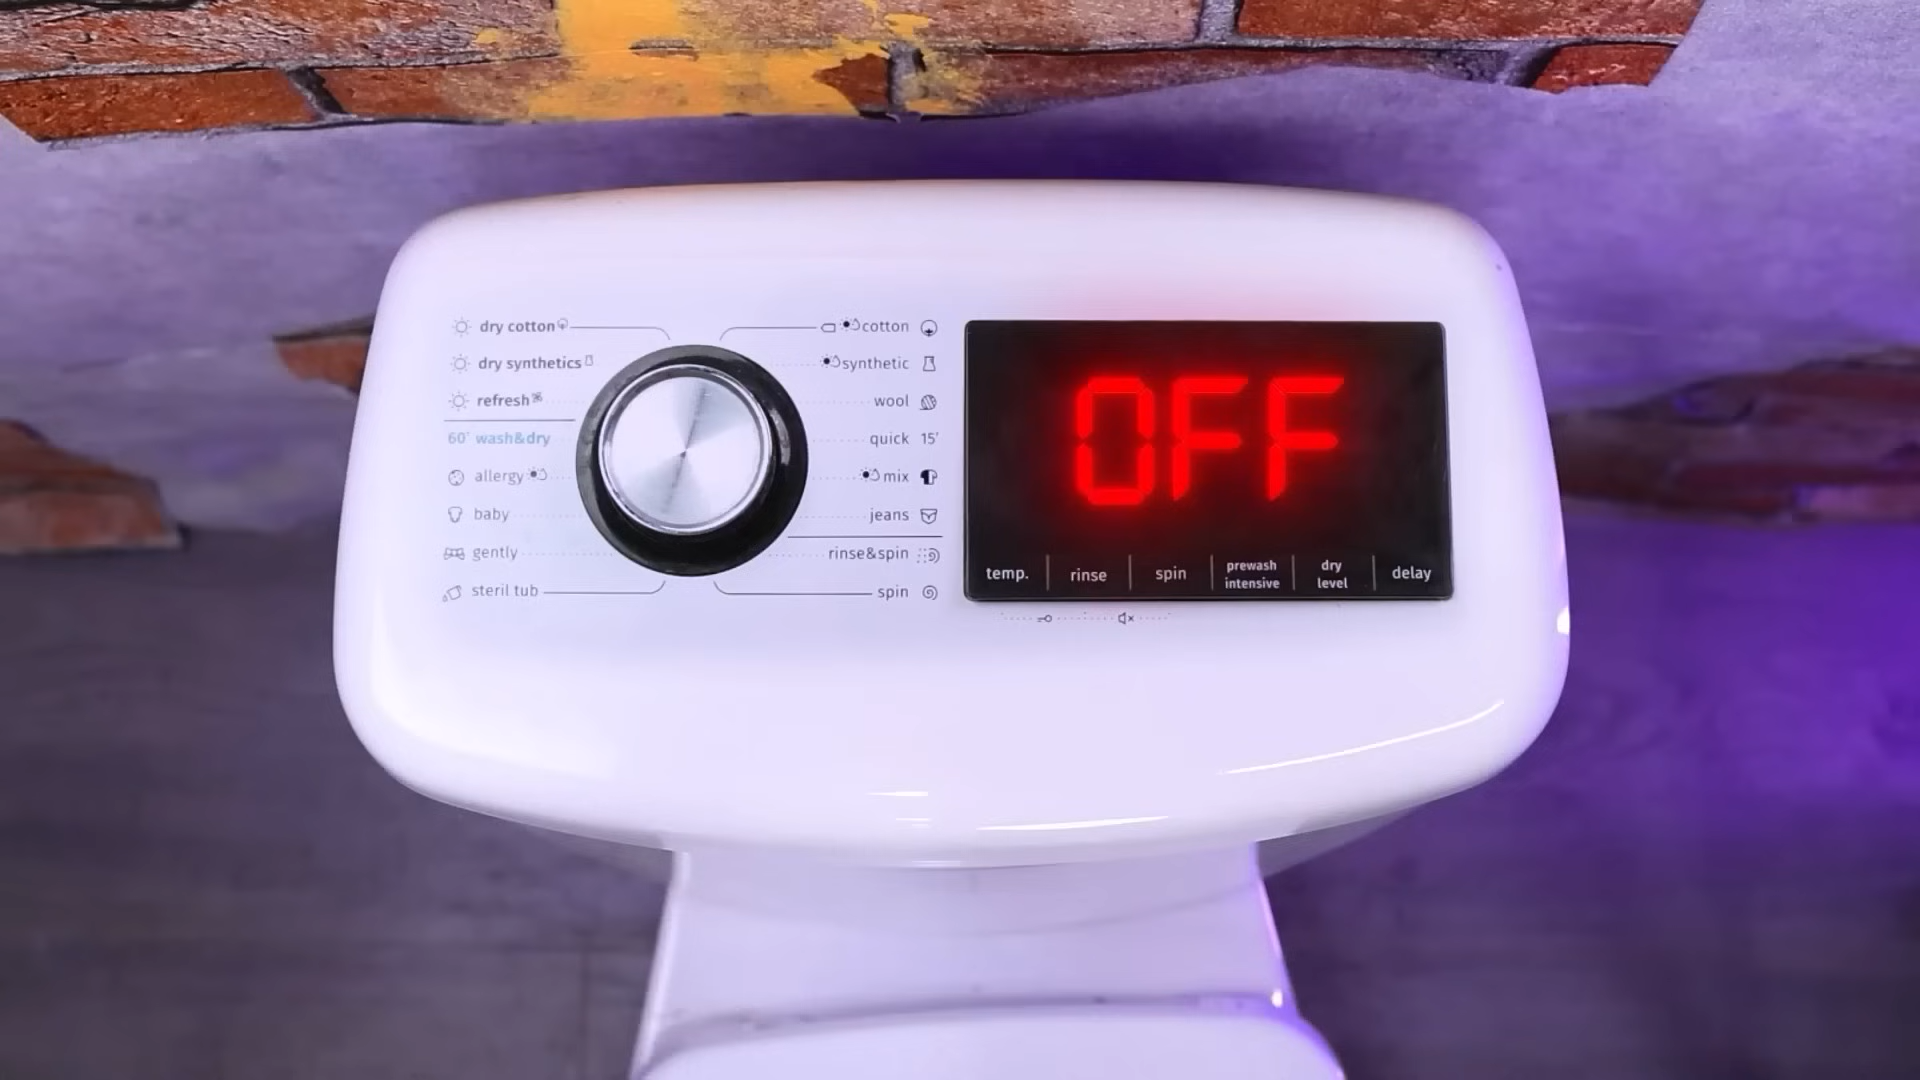 dry cotton
dry synthetics
refresh
60' wash&dry
allergy
baby
gently
steril tub
cotton
synthetic
wool
quick 15'
mix
jeans
rinse&spin
spin
OFF
temp.
rinse
spin
prewash
intensive
dry
level
delay